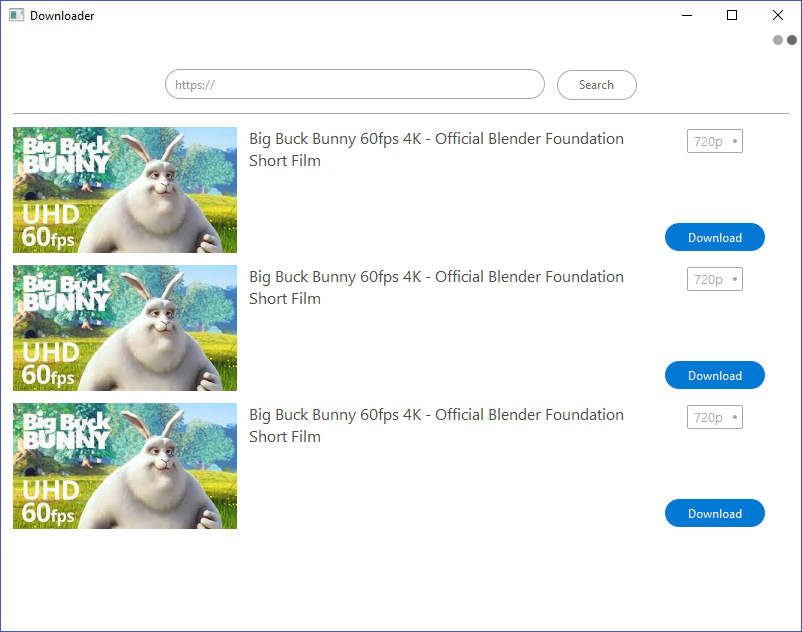 Downloader
https://
Search
Big Buck
BUNNY
UHD
60fps
Big Buck Bunny 60fps 4K - Official Blender Foundation
Short Film
720p
Download
Big Buck
BUNNY
UHD
60fps
Big Buck Bunny 60fps 4K - Official Blender Foundation
Short Film
720p
Download
Big Buck
BUNNY
UHD
60fps
Big Buck Bunny 60fps 4K - Official Blender Foundation
Short Film
720p
Download